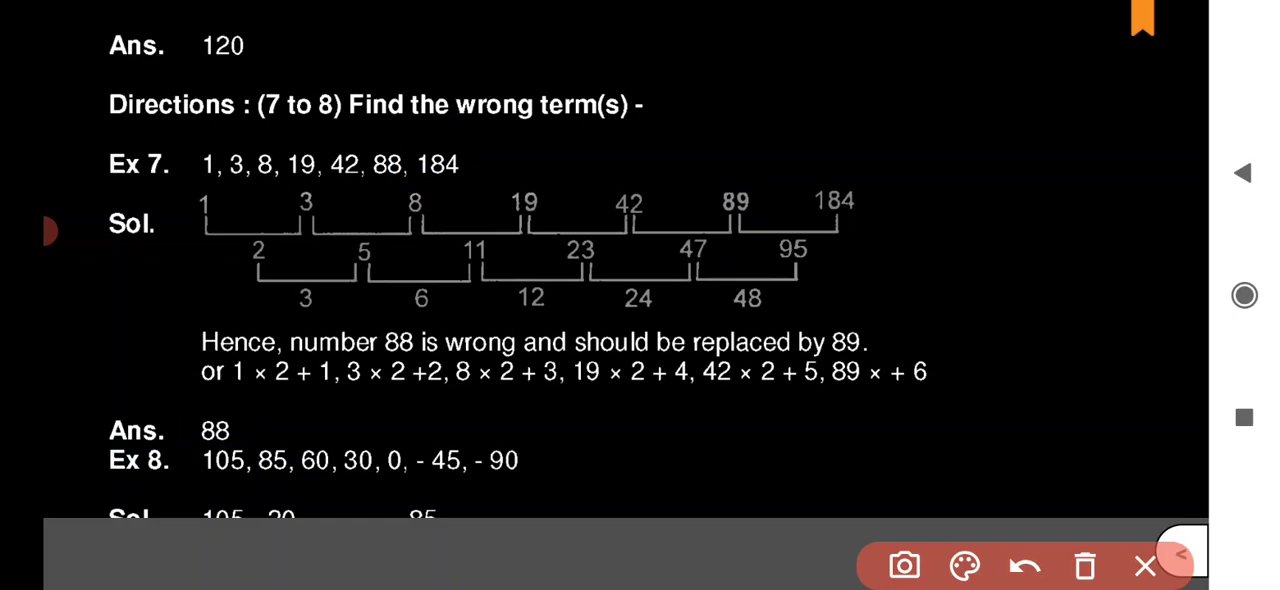 Ans. 120
Directions : (7 to 8) Find the wrong term(s) -
Ex 7. 1, 3, 8, 19, 42, 88, 184
Sol. 1 3 8 19 42 89 184
2 5 11 23 47 95
3 6 12 24 48
Hence, number 88 is wrong and should be replaced by 89.
or 1 × 2 + 1, 3 × 2 +2, 8 × 2 + 3, 19 × 2 + 4, 42 × 2 + 5, 89 × + 6
Ans. 88
Ex 8. 105, 85, 60, 30, 0, - 45, - 90
Sol 105 20 85